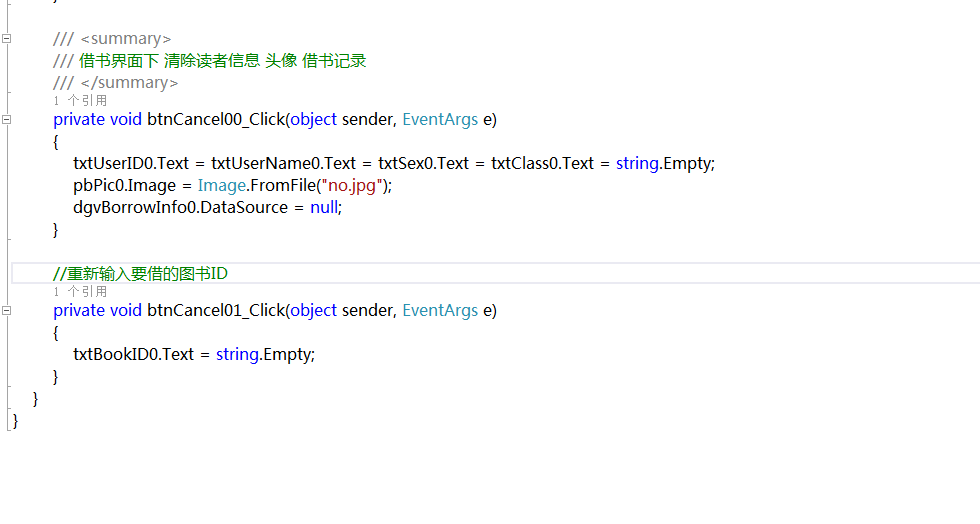 /// <summary>
/// 借书界面下 清除读者信息 头像 借书记录
/// </summary>
1 个引用
private void btnCancel00_Click(object sender, EventArgs e)
{
txtUserID0.Text = txtUserName0.Text = txtSex0.Text = txtClass0.Text = string.Empty;
pbPic0.Image = Image.FromFile("no.jpg");
dgvBorrowInfo0.DataSource = null;
}
//重新输入要借的图书ID
1 个引用
private void btnCancel01_Click(object sender, EventArgs e)
{
txtBookID0.Text = string.Empty;
}
}
}